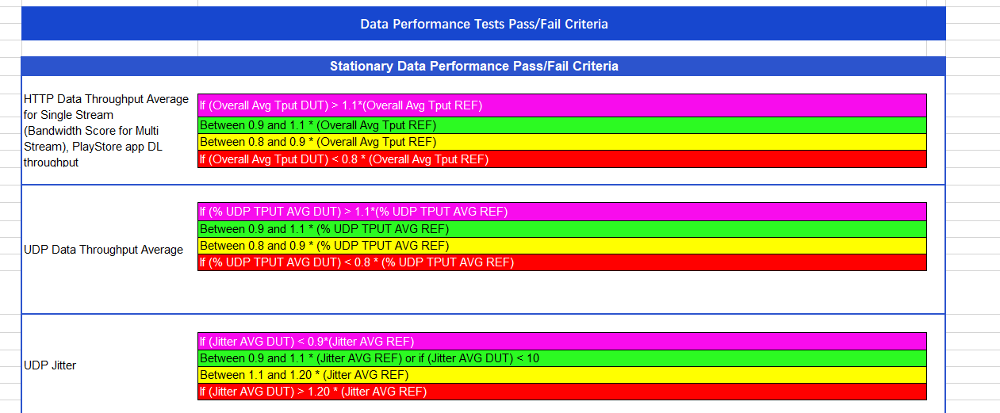 Data Performance Tests Pass/Fail Criteria
Stationary Data Performance Pass/Fail Criteria
HTTP Data Throughput Average
for Single Stream
(Bandwidth Score for Multi
Stream), PlayStore app DL
throughput
If (Overall Avg Tput DUT) > 1.1*(Overall Avg Tput REF)
Between 0.9 and 1.1 * (Overall Avg Tput REF)
Between 0.8 and 0.9 * (Overall Avg Tput REF)
If (Overall Avg Tput DUT) < 0.8 * (Overall Avg Tput REF)
UDP Data Throughput Average
If (% UDP TPUT AVG DUT) > 1.1*(% UDP TPUT AVG REF)
Between 0.9 and 1.1 * (% UDP TPUT AVG REF)
Between 0.8 and 0.9 * (% UDP TPUT AVG REF)
If (% UDP TPUT AVG DUT) < 0.8 * (% UDP TPUT AVG REF)
UDP Jitter
If (Jitter AVG DUT) < 0.9*(Jitter AVG REF)
Between 0.9 and 1.1 * (Jitter AVG REF) or if (Jitter AVG DUT) < 10
Between 1.1 and 1.20 * (Jitter AVG REF)
If (Jitter AVG DUT) > 1.20 * (Jitter AVG REF)